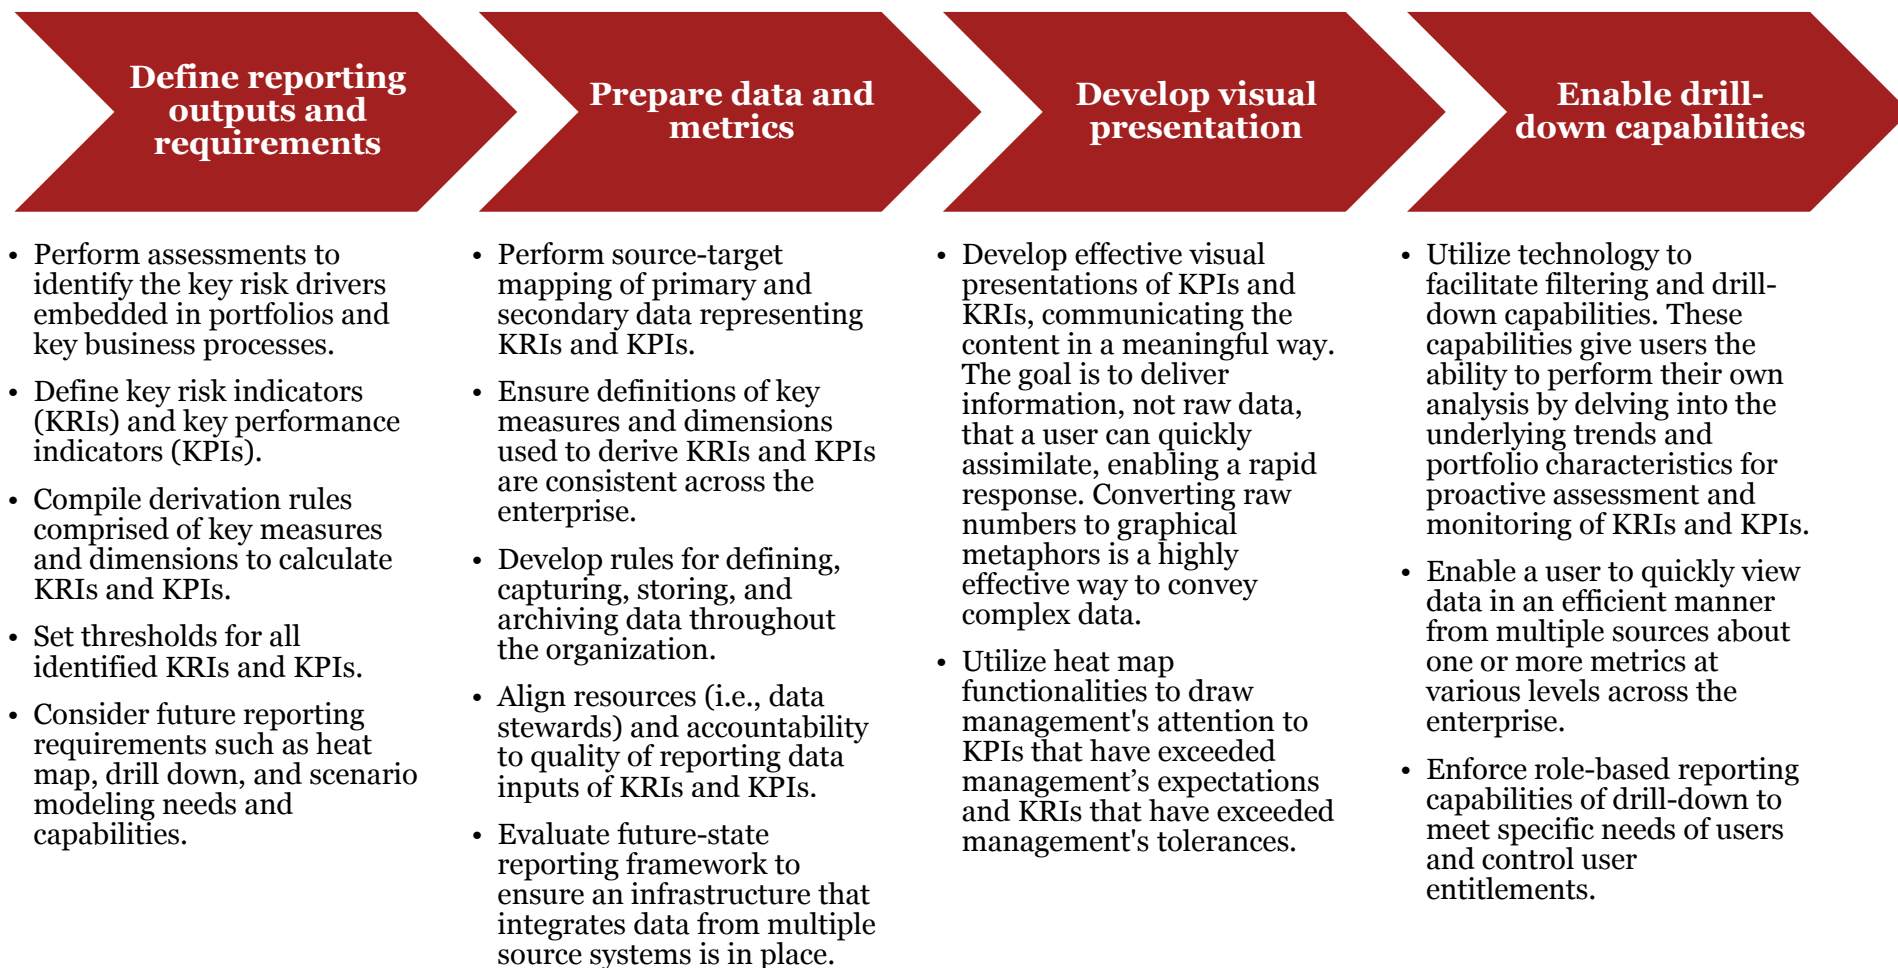 Define reporting
outputs and
requirements
• Perform assessments to
identify the key risk drivers
embedded in portfolios and
key business processes.
• Define key risk indicators
(KRIs) and key performance
indicators (KPIs).
• Compile derivation rules
comprised of key measures
and dimensions to calculate
KRIs and KPIs.
• Set thresholds for all
identified KRIs and KPIs.
• Consider future reporting
requirements such as heat
map, drill down, and scenario
modeling needs and
capabilities.
Prepare data and
metrics
• Perform source-target
mapping of primary and
secondary data representing
KRIs and KPIs.
• Ensure definitions of key
measures and dimensions
used to derive KRIs and KPIs
are consistent across the
enterprise.
• Develop rules for defining,
capturing, storing, and
archiving data throughout
the organization.
• Align resources (i.e., data
stewards) and accountability
to quality of reporting data
inputs of KRIs and KPIs.
• Evaluate future-state
reporting framework to
ensure an infrastructure that
integrates data from multiple
source systems is in place.
Develop visual
presentation
• Develop effective visual
presentations of KPIs and
KRIs, communicating the
content in a meaningful way.
The goal is to deliver
information, not raw data,
that a user can quickly
assimilate, enabling a rapid
response. Converting raw
numbers to graphical
metaphors is a highly
effective way to convey
complex data.
• Utilize heat map
functionalities to draw
management's attention to
KPIs that have exceeded
management’s expectations
and KRIs that have exceeded
management's tolerances.
Enable drill-
down capabilities
• Utilize technology to
facilitate filtering and drill-
down capabilities. These
capabilities give users the
ability to perform their own
analysis by delving into the
underlying trends and
portfolio characteristics for
proactive assessment and
monitoring of KRIs and KPIs.
• Enable a user to quickly view
data in an efficient manner
from multiple sources about
one or more metrics at
various levels across the
enterprise.
• Enforce role-based reporting
capabilities of drill-down to
meet specific needs of users
and control user
entitlements.